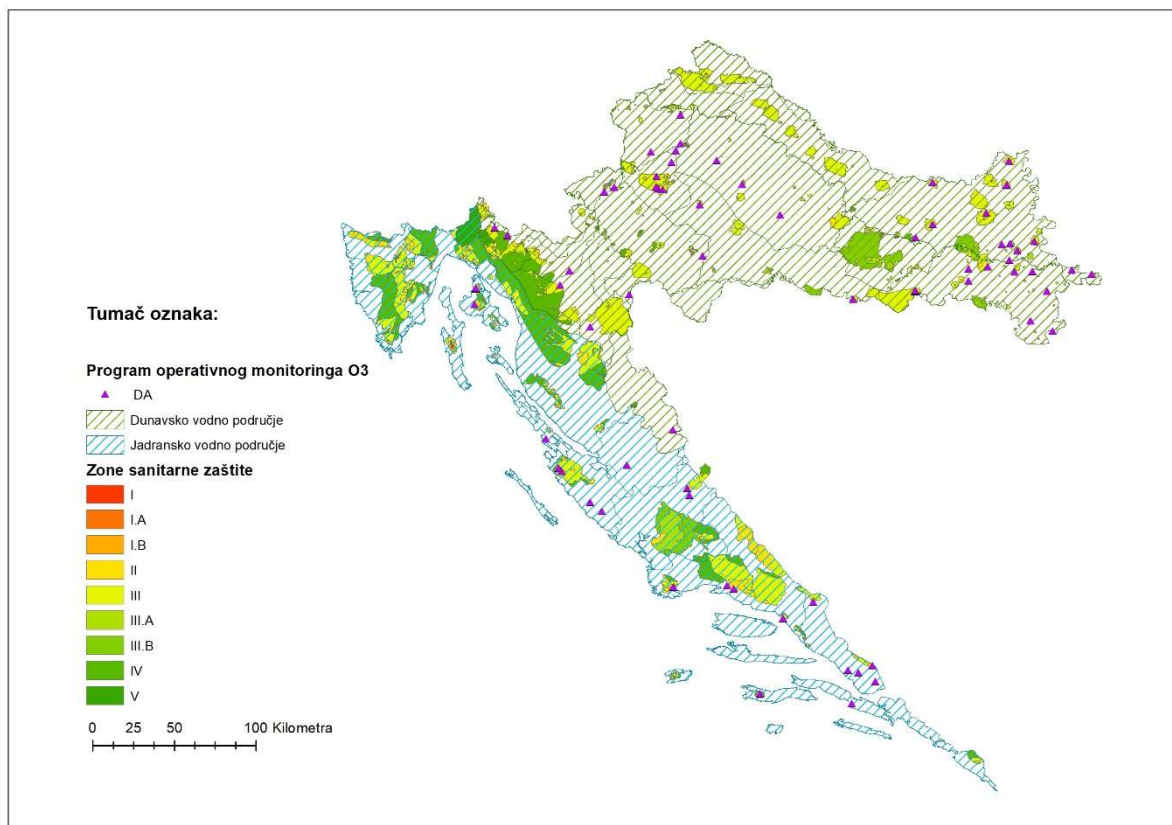 Tumač oznaka:
Program operativnog monitoringa O3
DA
Dunavsko vodno područje
Jadransko vodno područje
Zone sanitarne zaštite
I
I.A
I.B
II
III
III.A
III.B
IV
V
0 25 50 100 Kilometra